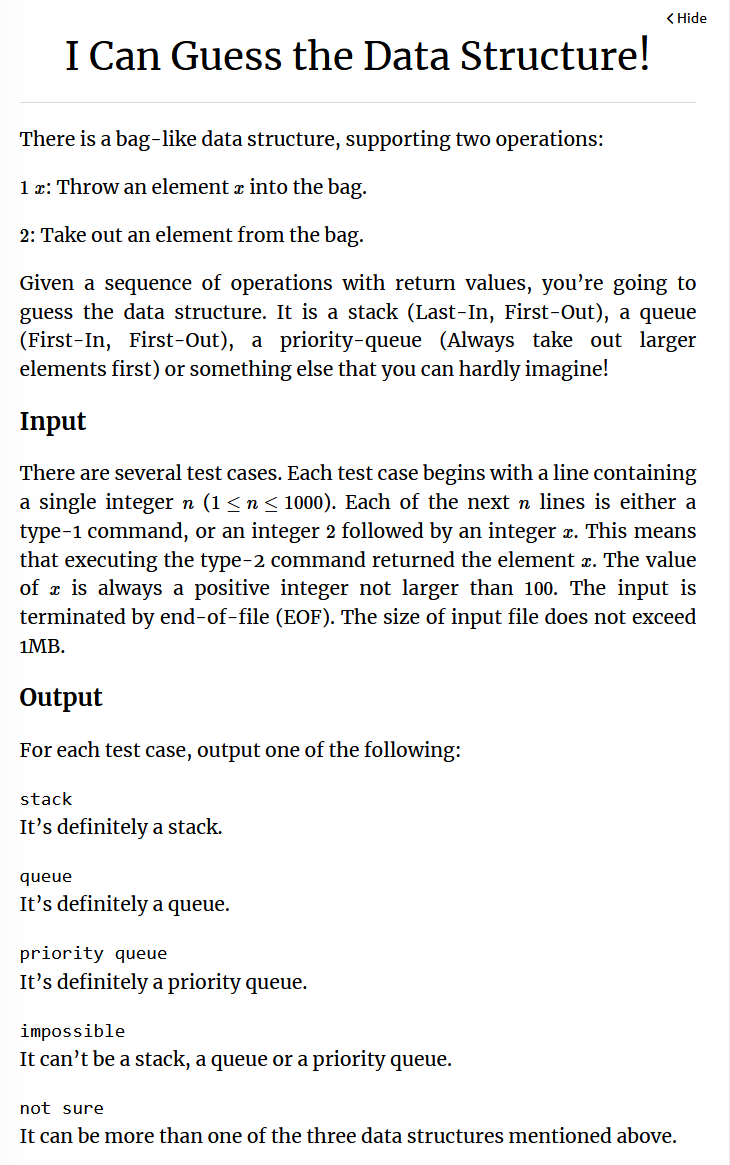 Hide
I Can Guess the Data Structure!
There is a bag-like data structure, supporting two operations:
1 x: Throw an element x into the bag.
2: Take out an element from the bag.
Given a sequence of operations with return values, you're going to
guess the data structure. It is a stack (Last-In, First-Out), a queue
(First-In, First-Out), a priority-queue (Always take out larger
elements first) or something else that you can hardly imagine!
Input
There are several test cases. Each test case begins with a line containing
a single integer n (1 ≤ n ≤ 1000). Each of the next n lines is either a
type-1 command, or an integer 2 followed by an integer x. This means
that executing the type-2 command returned the element x. The value
of x is always a positive integer not larger than 100. The input is
terminated by end-of-file (EOF). The size of input file does not exceed
1MB.
Output
For each test case, output one of the following:
stack
It's definitely a stack.
queue
It's definitely a queue.
priority queue
It's definitely a priority queue.
impossible
It can't be a stack, a queue or a priority queue.
not sure
It can be more than one of the three data structures mentioned above.